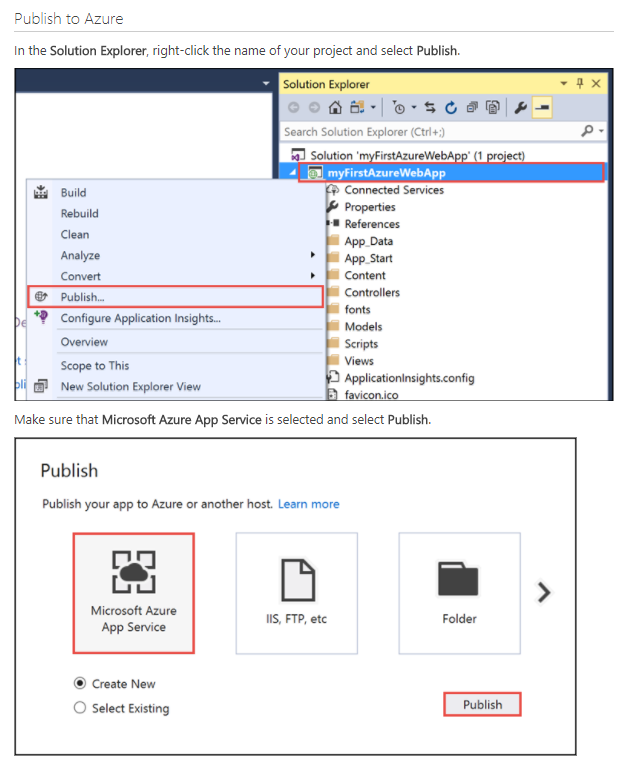 Publish to Azure
In the Solution Explorer, right-click the name of your project and select Publish.
Solution Explorer
Search Solution Explorer (Ctrl+;)
Solution 'myFirstAzureWebApp' (1 project)
myFirstAzureWebApp
Connected Services
Properties
References
App_Data
App_Start
Content
Controllers
fonts
Models
Scripts
Views
ApplicationInsights.config
favicon.ico
Build
Rebuild
Clean
Analyze
Convert
Publish...
Configure Application Insights...
Overview
Scope to This
New Solution Explorer View
Make sure that Microsoft Azure App Service is selected and select Publish.
Publish
Publish your app to Azure or another host. Learn more
Microsoft Azure
App Service
IIS, FTP, etc
Folder
Create New
Select Existing
Publish